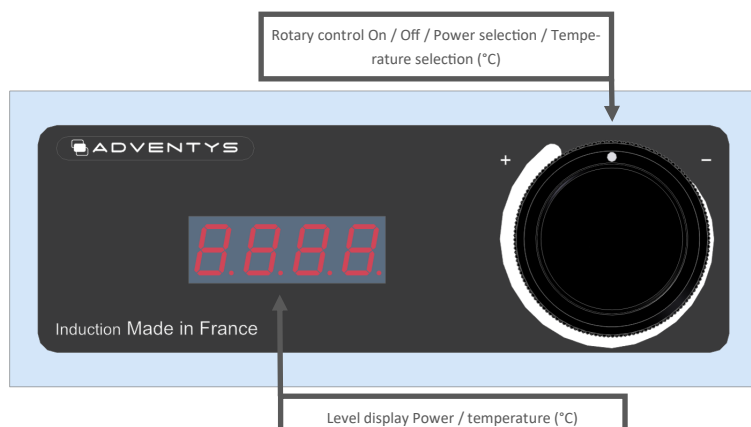 Rotary control On / Off / Power selection / Tempe-
rature selection (°C)
ADVENTYS
+ -
8.8.8.8.
Induction Made in France
Level display Power / temperature (°C)